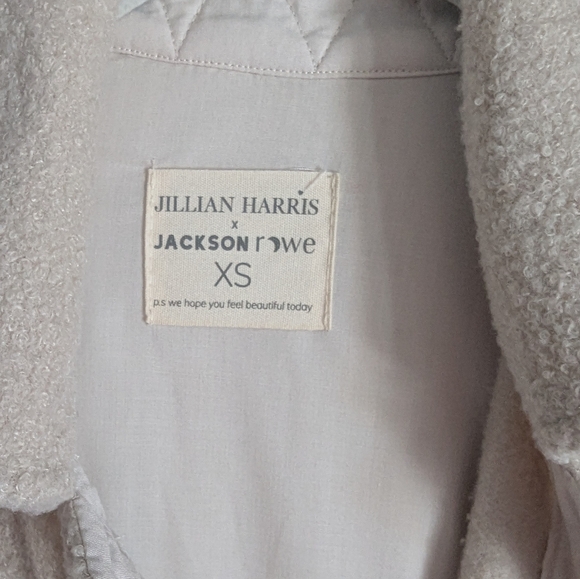 JILLIAN HARRIS
x
JACKSON rowe
XS
p.s we hope you feel beautiful today